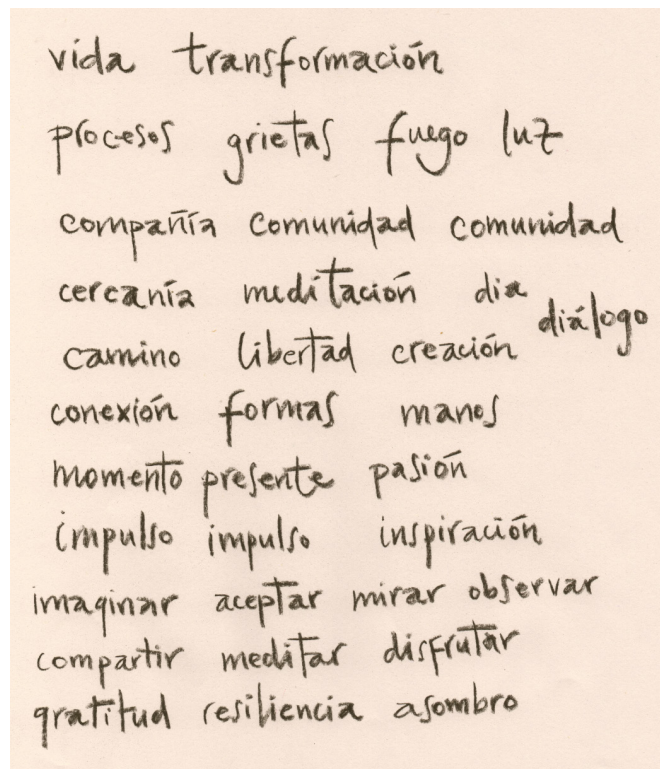 vida transformación
procesos grietas fuego luz
compañía comunidad comunidad
cercanía meditación dia diálogo
camino libertad creación
conexión formas manos
momento presente pasión
impulso impulso inspiración
imaginar aceptar mirar observar
compartir meditar disfrutar
gratitud resiliencia asombro